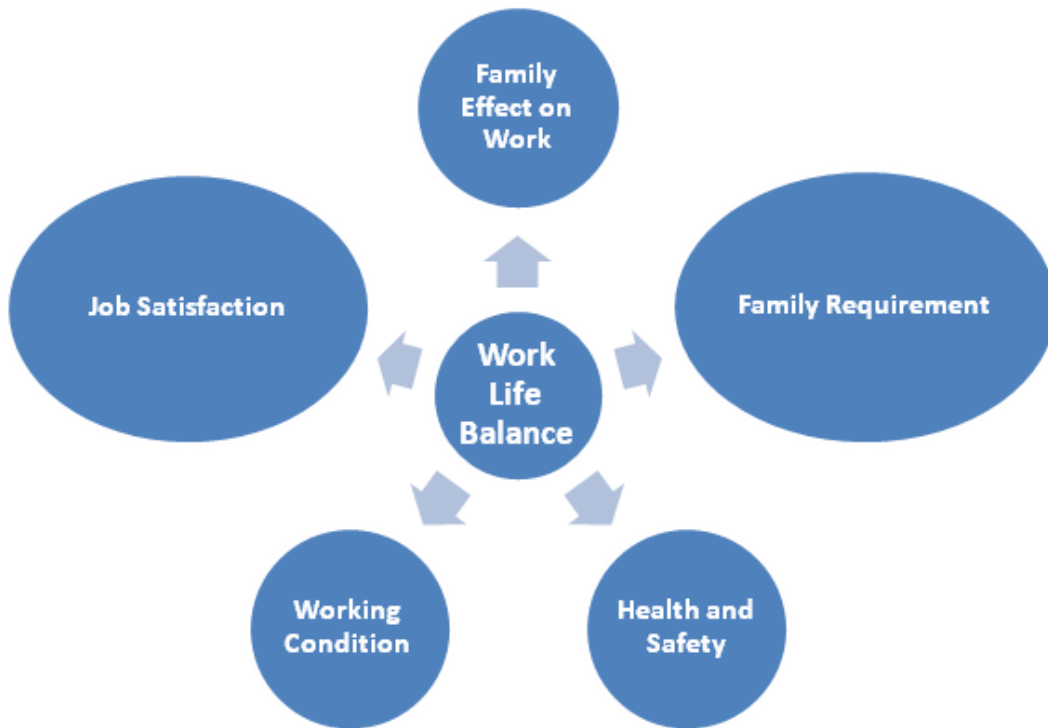 Family
Effect on
Work
Job Satisfaction
Family Requirement
Work
Life
Balance
Working
Condition
Health and
Safety